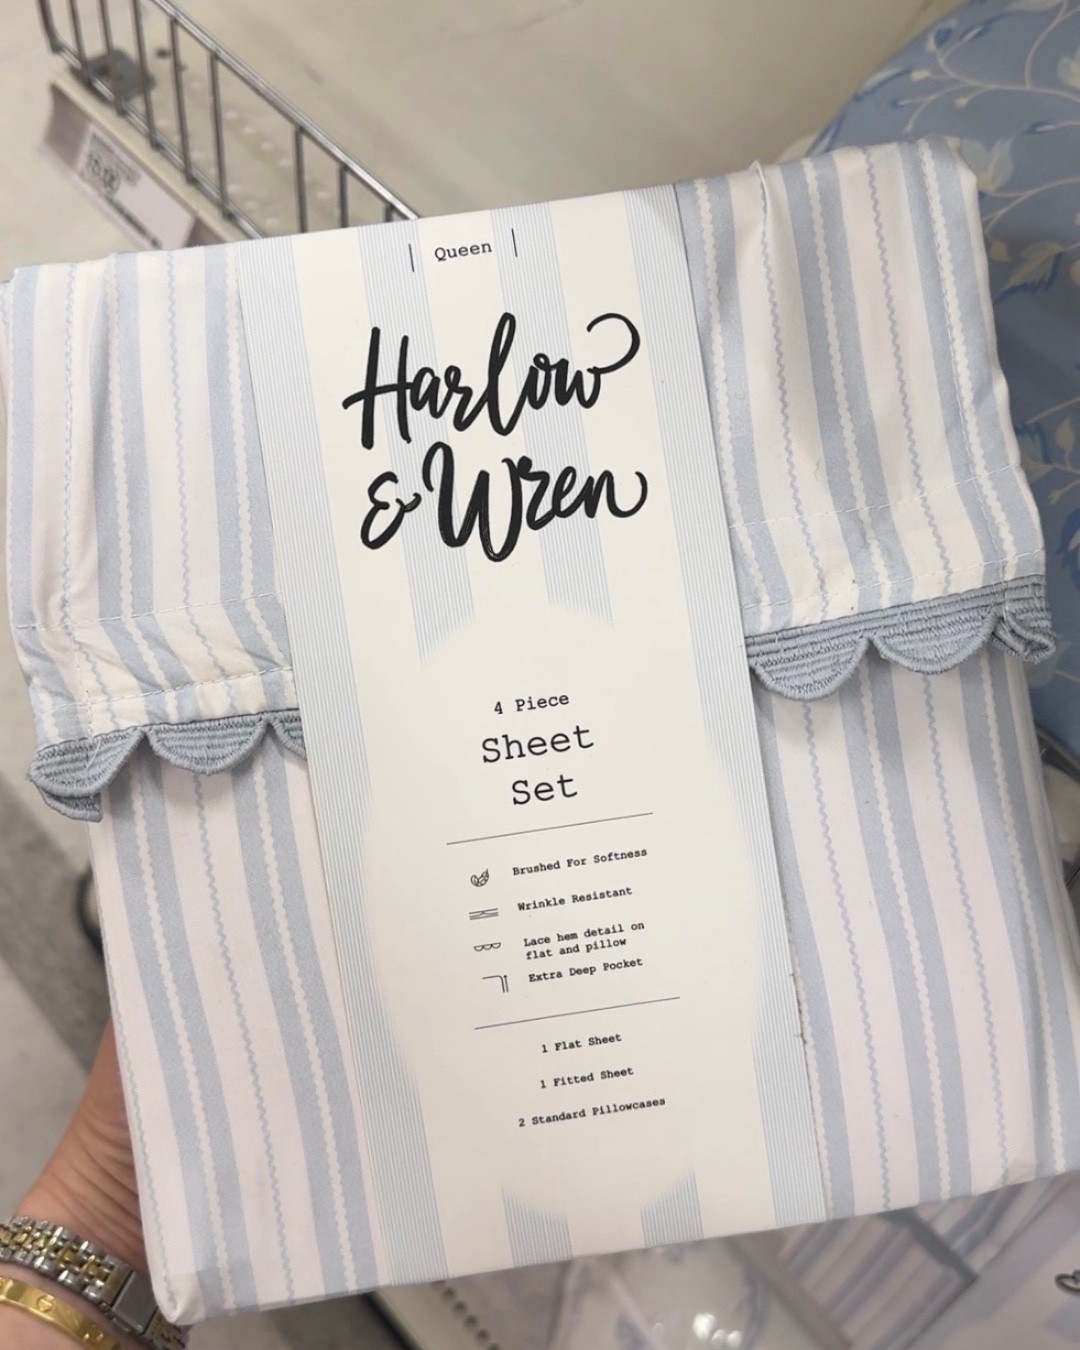 Queen
Harlow
& Wren
4 Piece
Sheet
Set
Brushed For Softness
Wrinkle Resistant
Lace hem detail on
flat and pillow
Extra Deep Pocket
1 Flat Sheet
1 Fitted Sheet
2 Standard Pillowcases